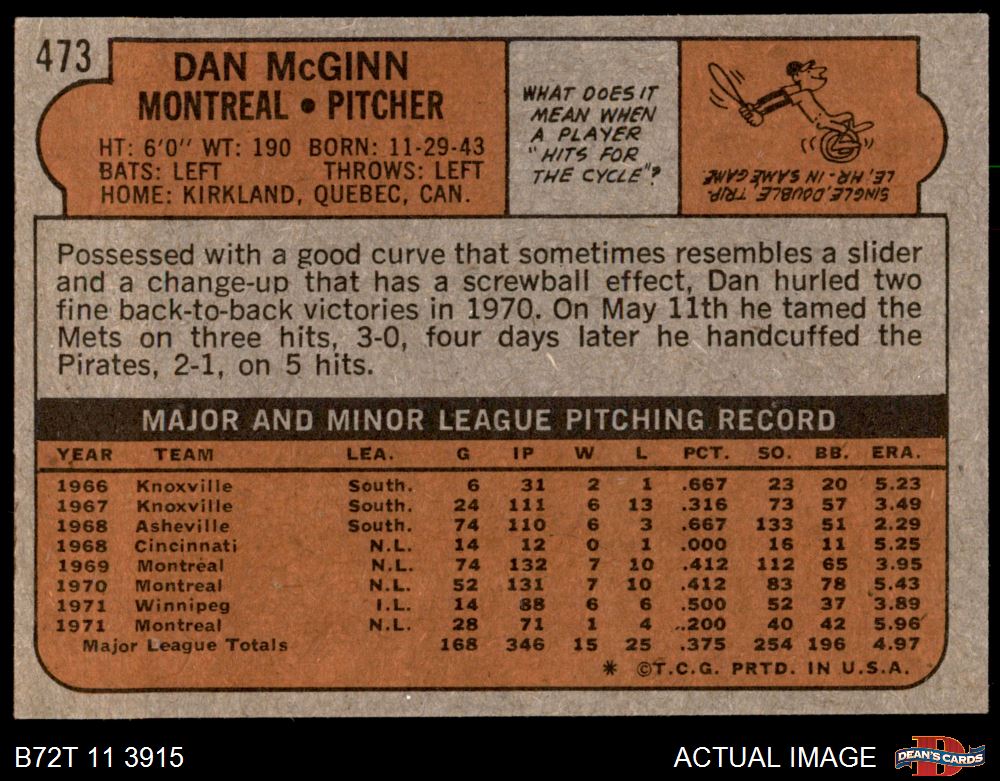 473
DAN McGINN
MONTREAL • PITCHER
HT: 6'0" WT: 190 BORN: 11-29-43
BATS: LEFT THROWS: LEFT
HOME: KIRKLAND, QUEBEC, CAN.
WHAT DOES IT
MEAN WHEN
A PLAYER
"HITS FOR
THE CYCLE"?
SINGLE, DOUBLE, TRIP-
LE, HR - IN SAME GAME
Possessed with a good curve that sometimes resembles a slider
and a change-up that has a screwball effect, Dan hurled two
fine back-to-back victories in 1970. On May 11th he tamed the
Mets on three hits, 3-0, four days later he handcuffed the
Pirates, 2-1, on 5 hits.
MAJOR AND MINOR LEAGUE PITCHING RECORD
YEAR TEAM LEA. G IP W L PCT. SO. BB. ERA.
1966 Knoxville South. 6 31 2 1 .667 23 20 5.23
1967 Knoxville South. 24 111 6 13 .316 73 57 3.49
1968 Asheville South. 74 110 6 3 .667 133 51 2.29
1968 Cincinnati N.L. 14 12 0 1 .000 16 11 5.25
1969 Montreal N.L. 74 132 7 10 .412 112 65 3.95
1970 Montreal N.L. 52 131 7 10 .412 83 78 5.43
1971 Winnipeg I.L. 14 88 6 6 .500 52 37 3.89
1971 Montreal N.L. 28 71 1 4 .200 40 42 5.96
Major League Totals 168 346 15 25 .375 254 196 4.97
* ©T.C.G. PRTD. IN U.S.A.
B72T 11 3915
ACTUAL IMAGE
D
DEAN'S CARDS